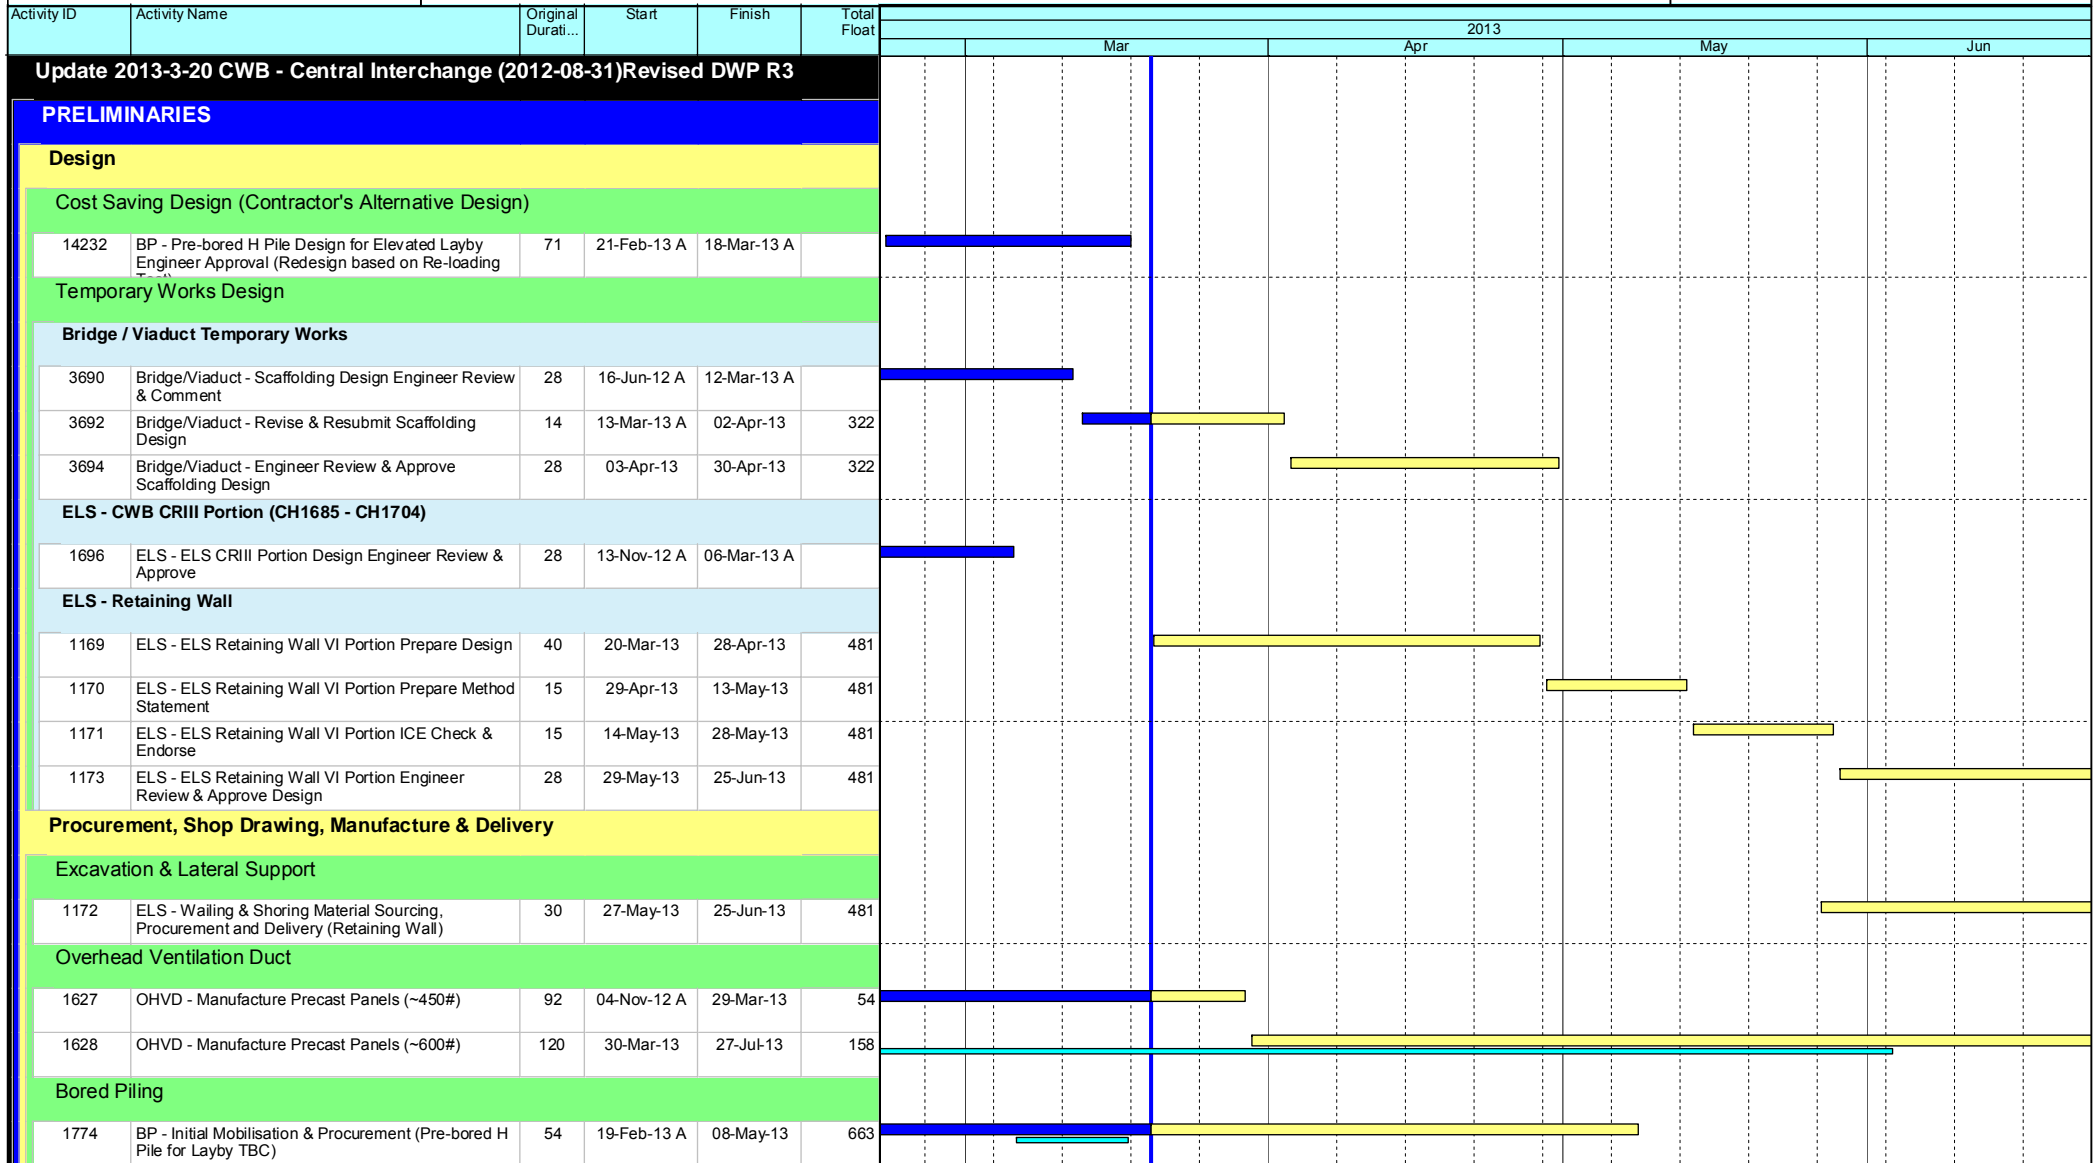 Activity ID Activity Name Original Start Finish Total
Durati... Float
2013
Mar Apr May Jun
Update 2013-3-20 CWB - Central Interchange (2012-08-31)Revised DWP R3
PRELIMINARIES
Design
Cost Saving Design (Contractor's Alternative Design)
14232 BP - Pre-bored H Pile Design for Elevated Layby 71 21-Feb-13 A 18-Mar-13 A
Engineer Approval (Redesign based on Re-loading
Temporary Works Design
Bridge / Viaduct Temporary Works
3690 Bridge/Viaduct - Scaffolding Design Engineer Review 28 16-Jun-12 A 12-Mar-13 A
& Comment
3692 Bridge/Viaduct - Revise & Resubmit Scaffolding 14 13-Mar-13 A 02-Apr-13 322
Design
3694 Bridge/Viaduct - Engineer Review & Approve 28 03-Apr-13 30-Apr-13 322
Scaffolding Design
ELS - CWB CRIII Portion (CH1685 - CH1704)
1696 ELS - ELS CRIII Portion Design Engineer Review & 28 13-Nov-12 A 06-Mar-13 A
Approve
ELS - Retaining Wall
1169 ELS - ELS Retaining Wall VI Portion Prepare Design 40 20-Mar-13 28-Apr-13 481
1170 ELS - ELS Retaining Wall VI Portion Prepare Method 15 29-Apr-13 13-May-13 481
Statement
1171 ELS - ELS Retaining Wall VI Portion ICE Check & 15 14-May-13 28-May-13 481
Endorse
1173 ELS - ELS Retaining Wall VI Portion Engineer 28 29-May-13 25-Jun-13 481
Review & Approve Design
Procurement, Shop Drawing, Manufacture & Delivery
Excavation & Lateral Support
1172 ELS - Wailing & Shoring Material Sourcing, 30 27-May-13 25-Jun-13 481
Procurement and Delivery (Retaining Wall)
Overhead Ventilation Duct
1627 OHVD - Manufacture Precast Panels (~450#) 92 04-Nov-12 A 29-Mar-13 54
1628 OHVD - Manufacture Precast Panels (~600#) 120 30-Mar-13 27-Jul-13 158
Bored Piling
1774 BP - Initial Mobilisation & Procurement (Pre-bored H 54 19-Feb-13 A 08-May-13 663
Pile for Layby TBC)